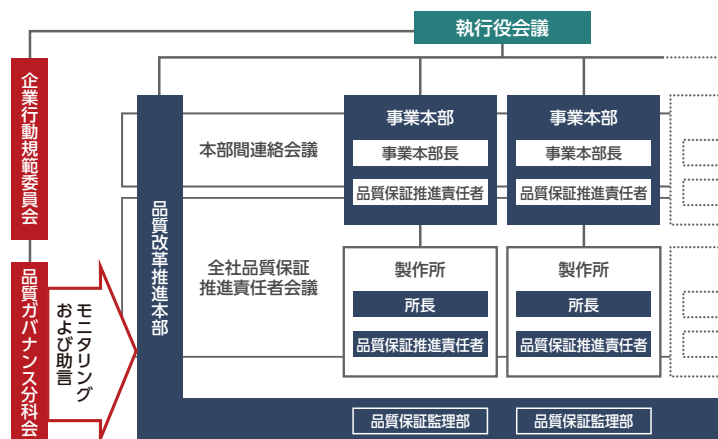 執行役会議
企業行動規範委員会
品質ガバナンス分科会
モニタリング
および助言
品質改革推進本部
本部間連絡会議
全社品質保証
推進責任者会議
事業本部
事業本部長
品質保証推進責任者
製作所
所長
品質保証推進責任者
品質保証監理部
事業本部
事業本部長
品質保証推進責任者
製作所
所長
品質保証推進責任者
品質保証監理部